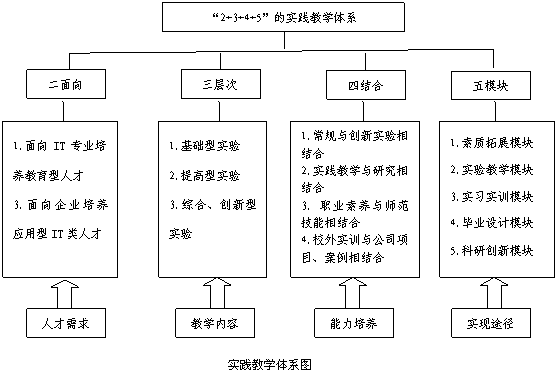 “2+3+4+5”的实践教学体系
二面向
三层次
四结合
五模块
1.面向 IT 专业培
养教育型人才
3.面向企业培养
应用型 IT 类人才
1.基础型实验
2.提高型实验
3.综合、创新型
实验
1.常规与创新实验相
结合
2.实践教学与研究相
结合
3. 职业素养与师范
技能相结合
4.校外实训与公司项
目、案例相结合
1.素质拓展模块
2.实验教学模块
3.实习实训模块
4.毕业设计模块
5.科研创新模块
人才需求
教学内容
能力培养
实现途径
实践教学体系图